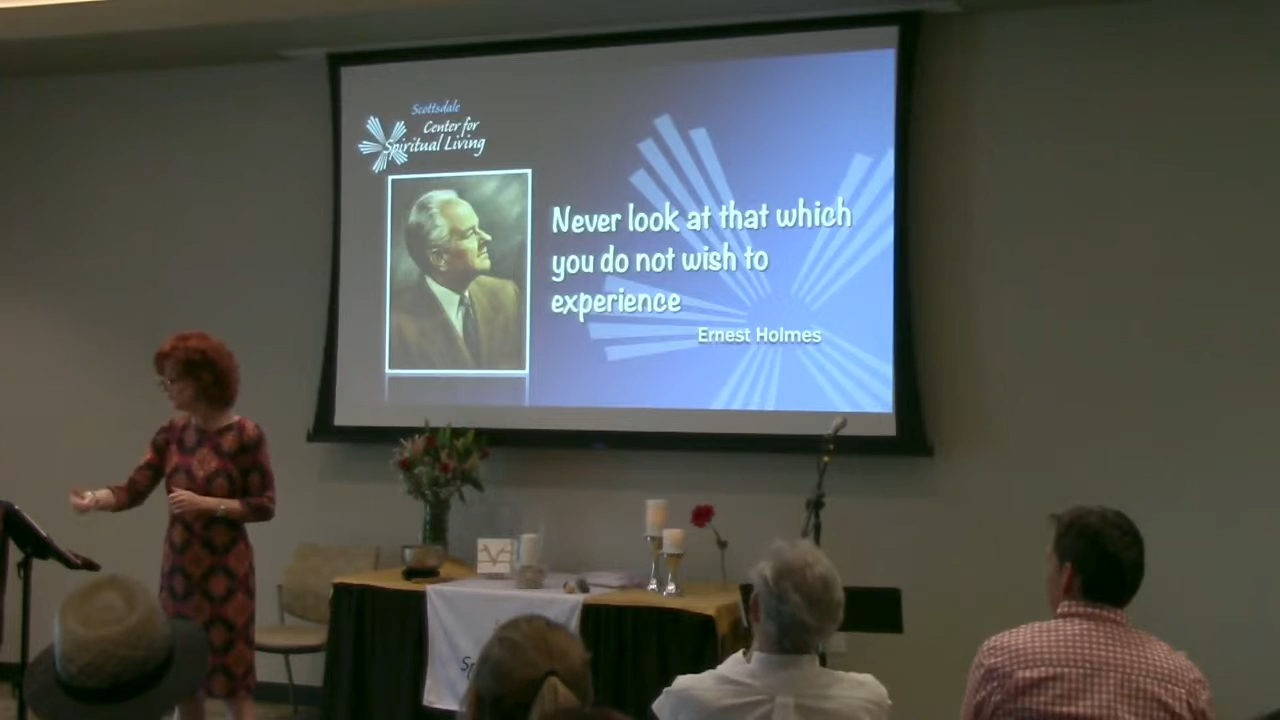 Scottsdale
Center for
Spiritual Living
Never look at that which
you do not wish to
experience
Ernest Holmes